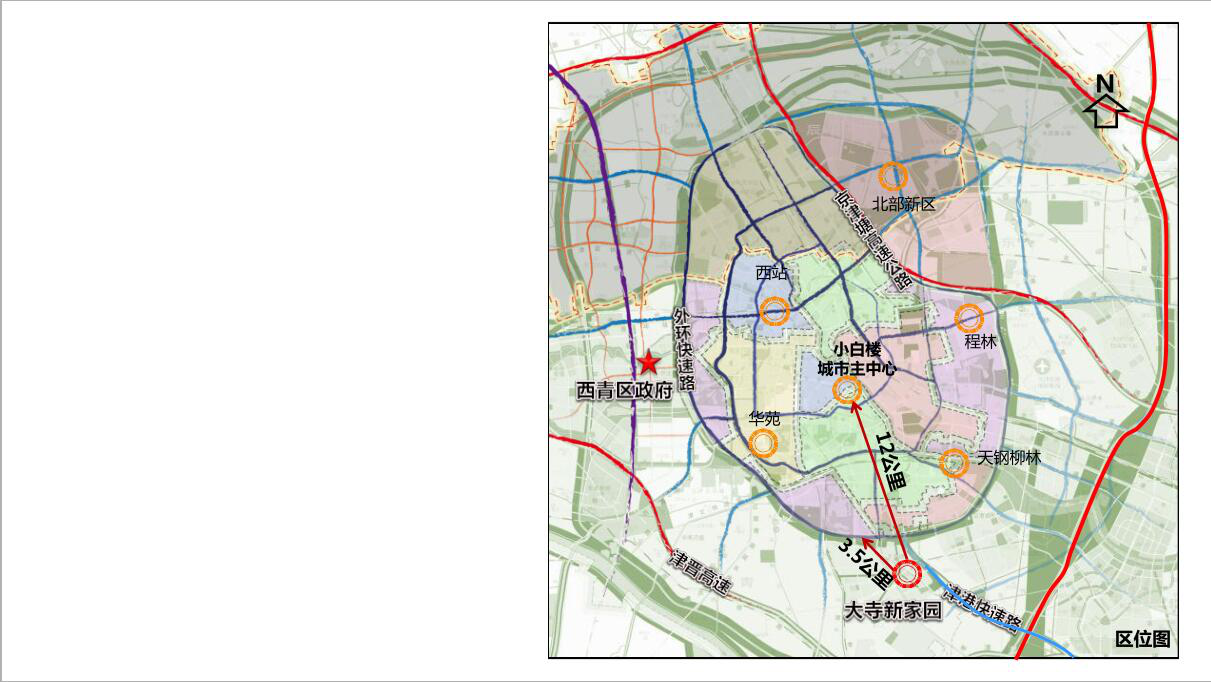 N
北部新区
京津塘高速公路
西站
外环快速路
程林
小白楼
城市主中心
西青区政府
华苑
12公里
天钢柳林
3.5公里
津晋高速
大寺新家园
津港快速路
区位图